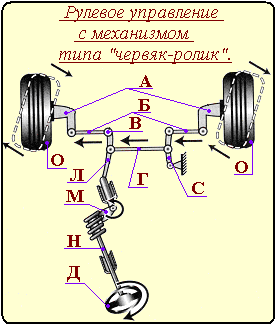 Рулевое управление
с механизмом
типа "червяк-ролик".
А
Б
В
О
О
Л
Г
С
М
Н
Д